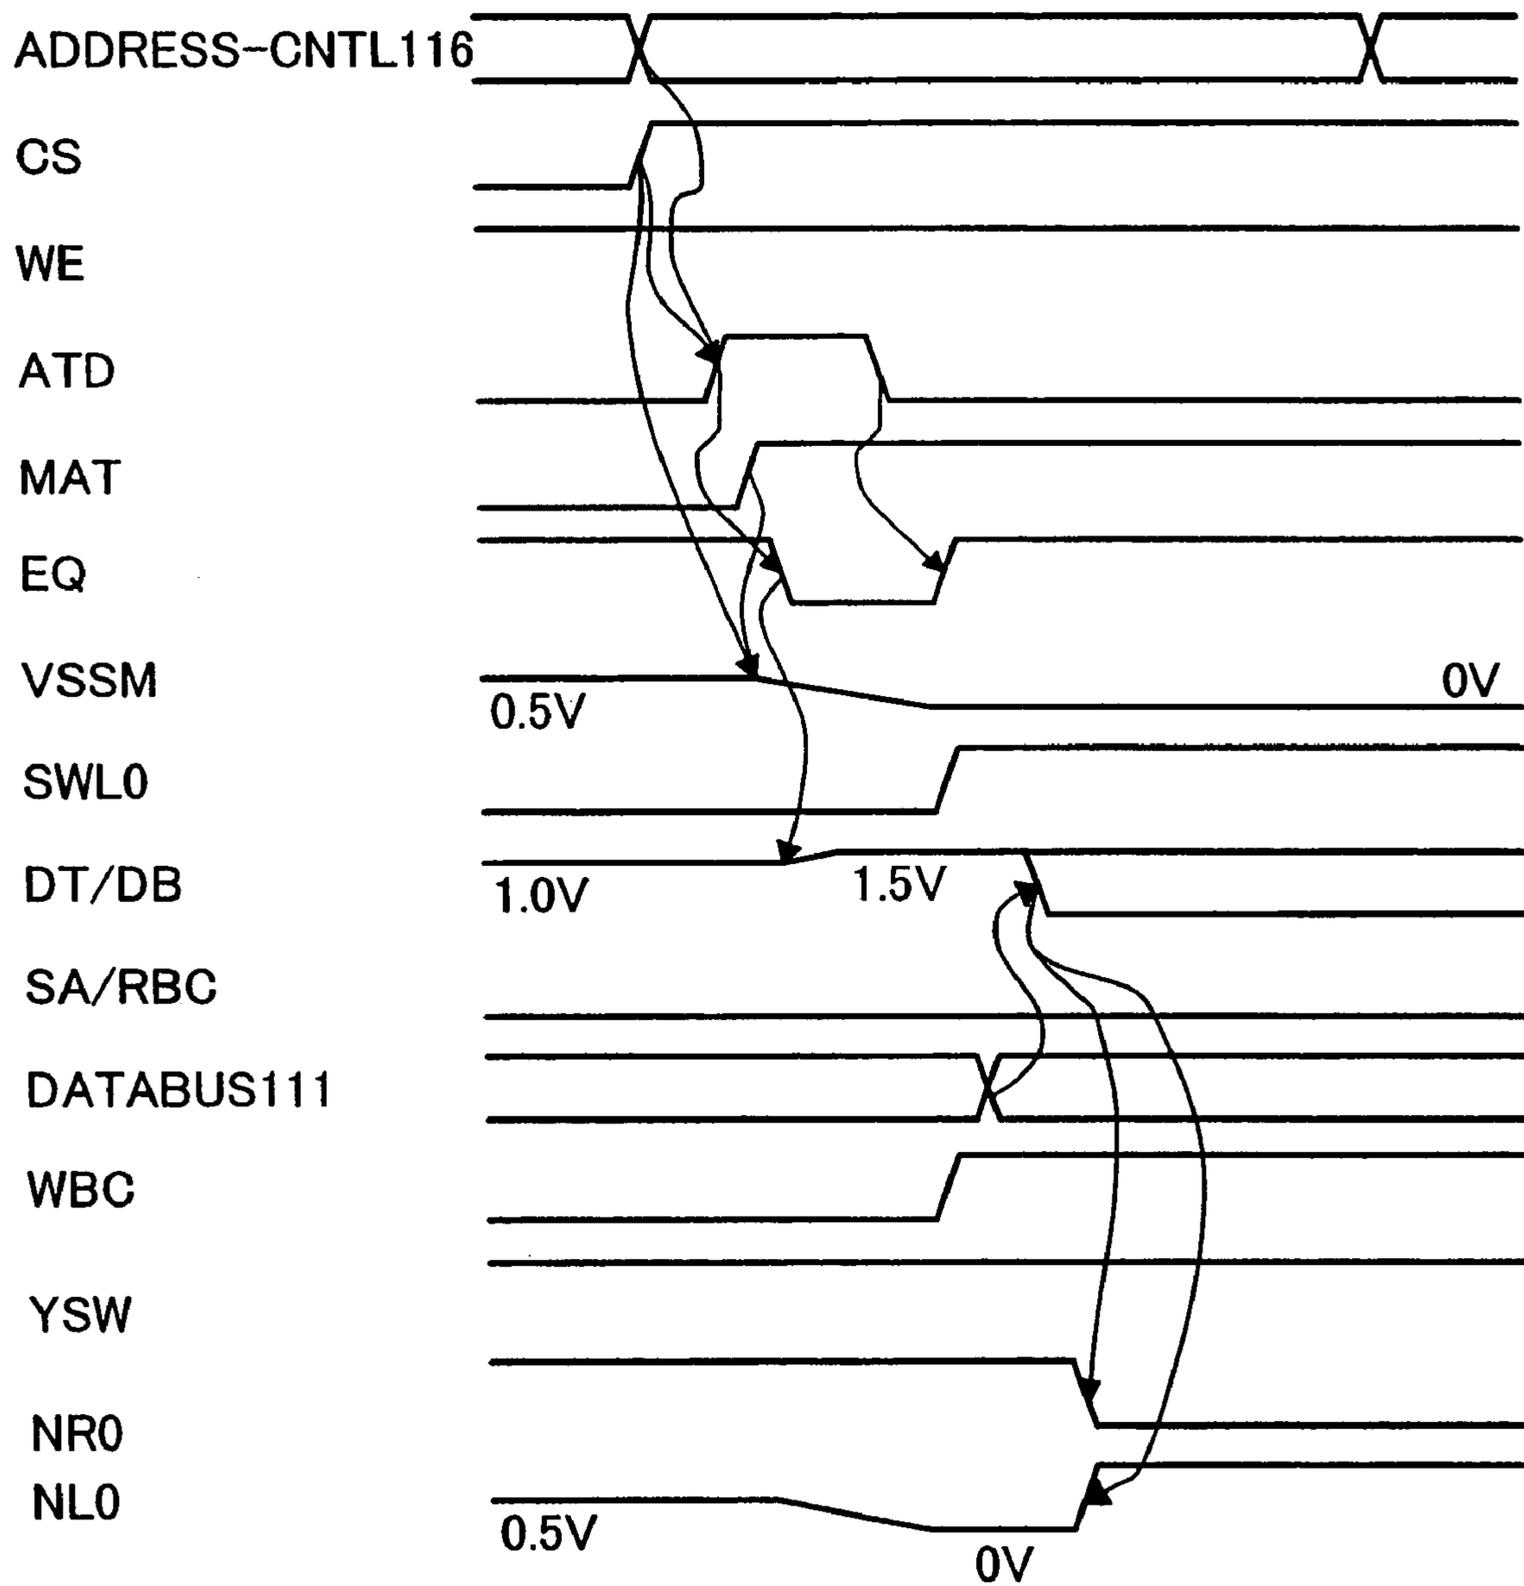 ADDRESS-CNTL116
CS
WE
ATD
MAT
EQ
VSSM
0V
0.5V
SWL0
DT/DB
1.0V
1.5V
SA/RBC
DATABUS111
WBC
YSW
NR0
NL0
0.5V
0V